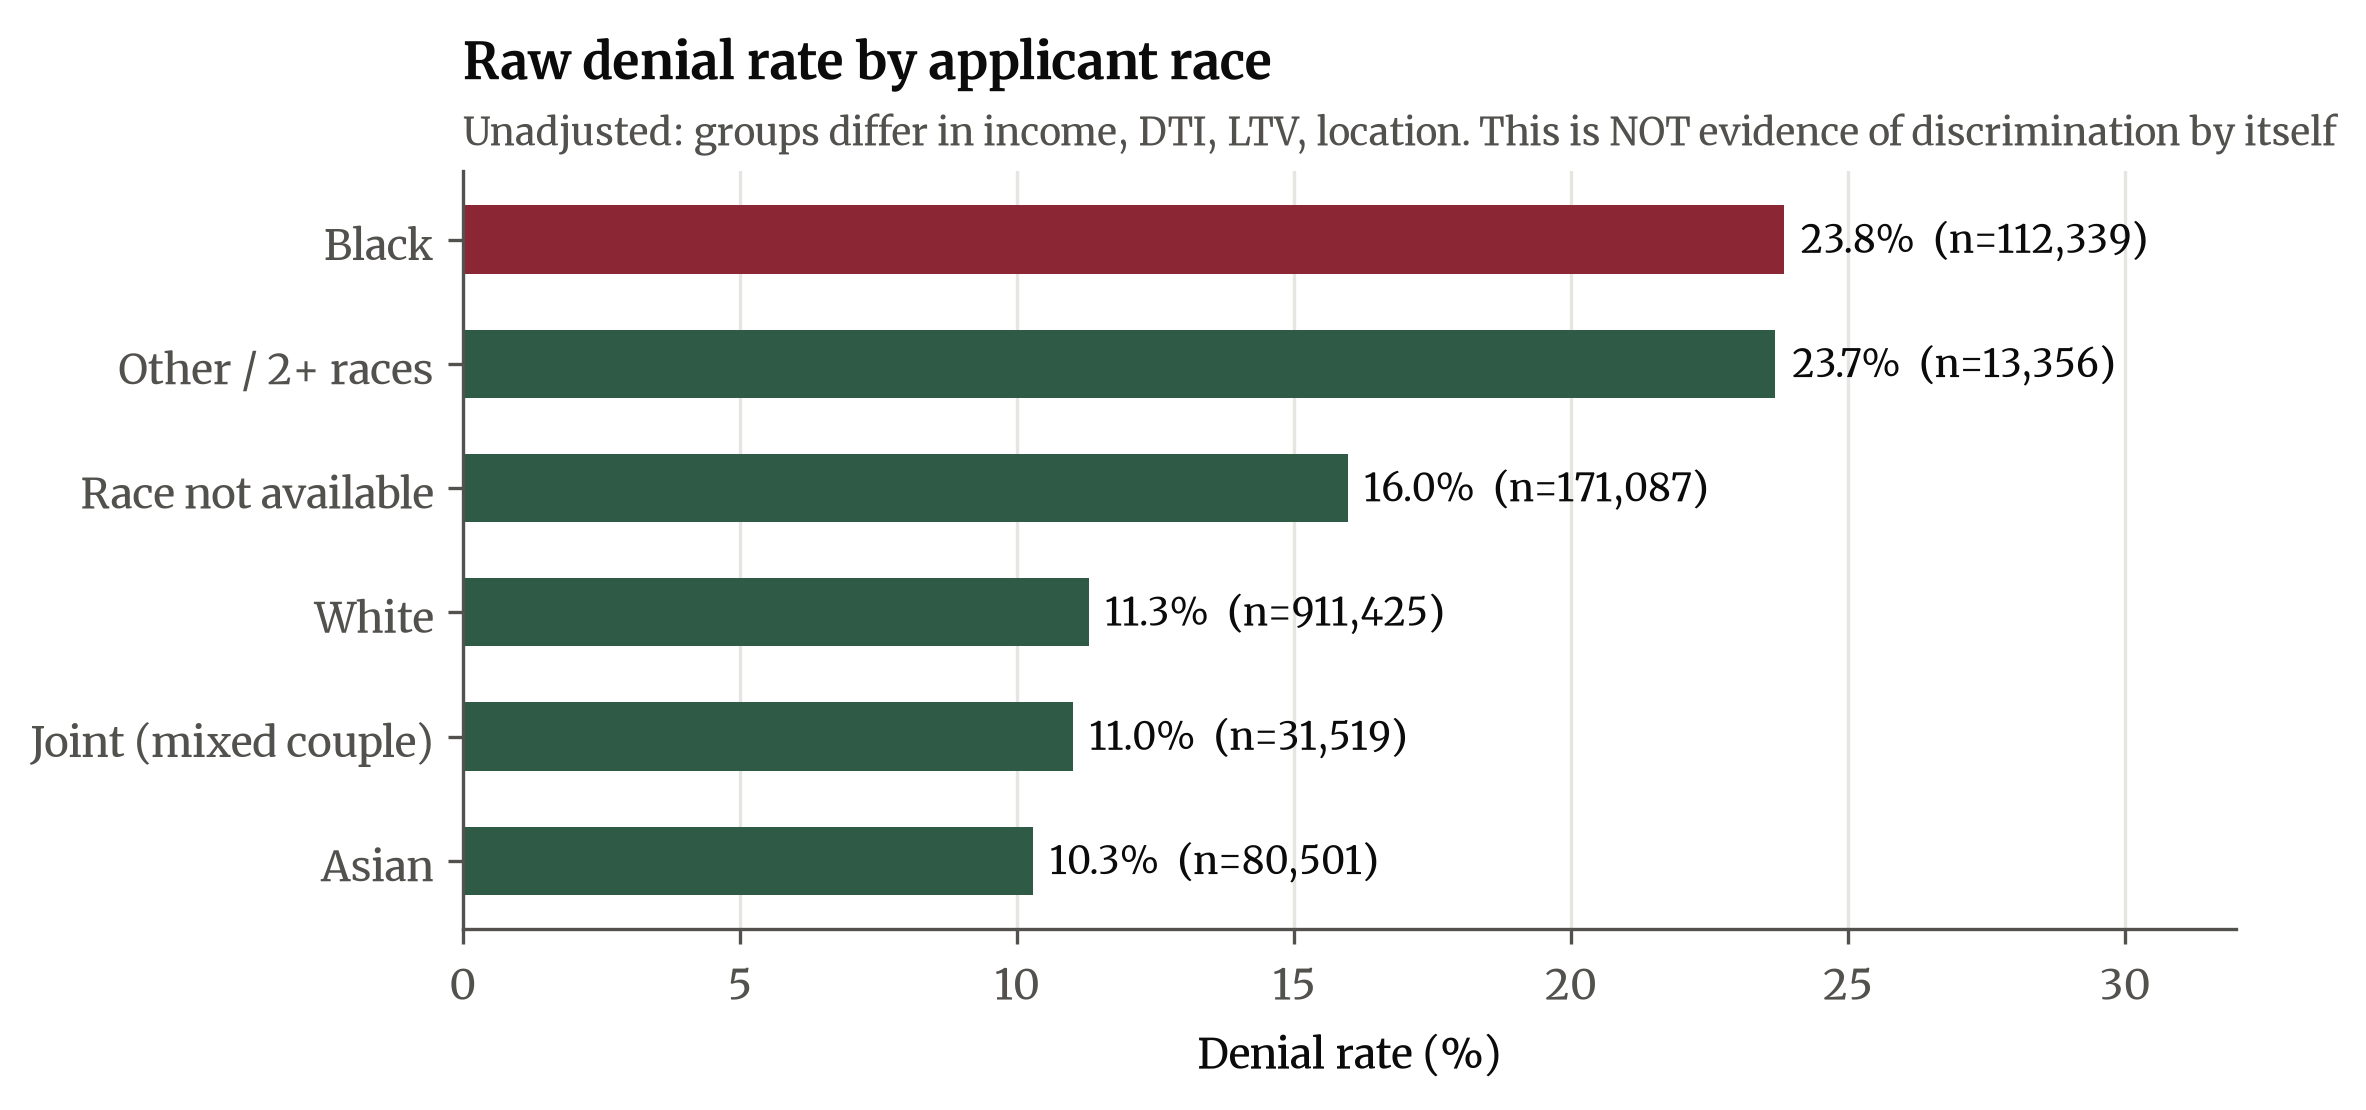 Raw denial rate by applicant race
Unadjusted: groups differ in income, DTI, LTV, location. This is NOT evidence of discrimination by itself
Black 23.8% (n=112,339)
Other / 2+ races 23.7% (n=13,356)
Race not available 16.0% (n=171,087)
White 11.3% (n=911,425)
Joint (mixed couple) 11.0% (n=31,519)
Asian 10.3% (n=80,501)
0 5 10 15 20 25 30
Denial rate (%)